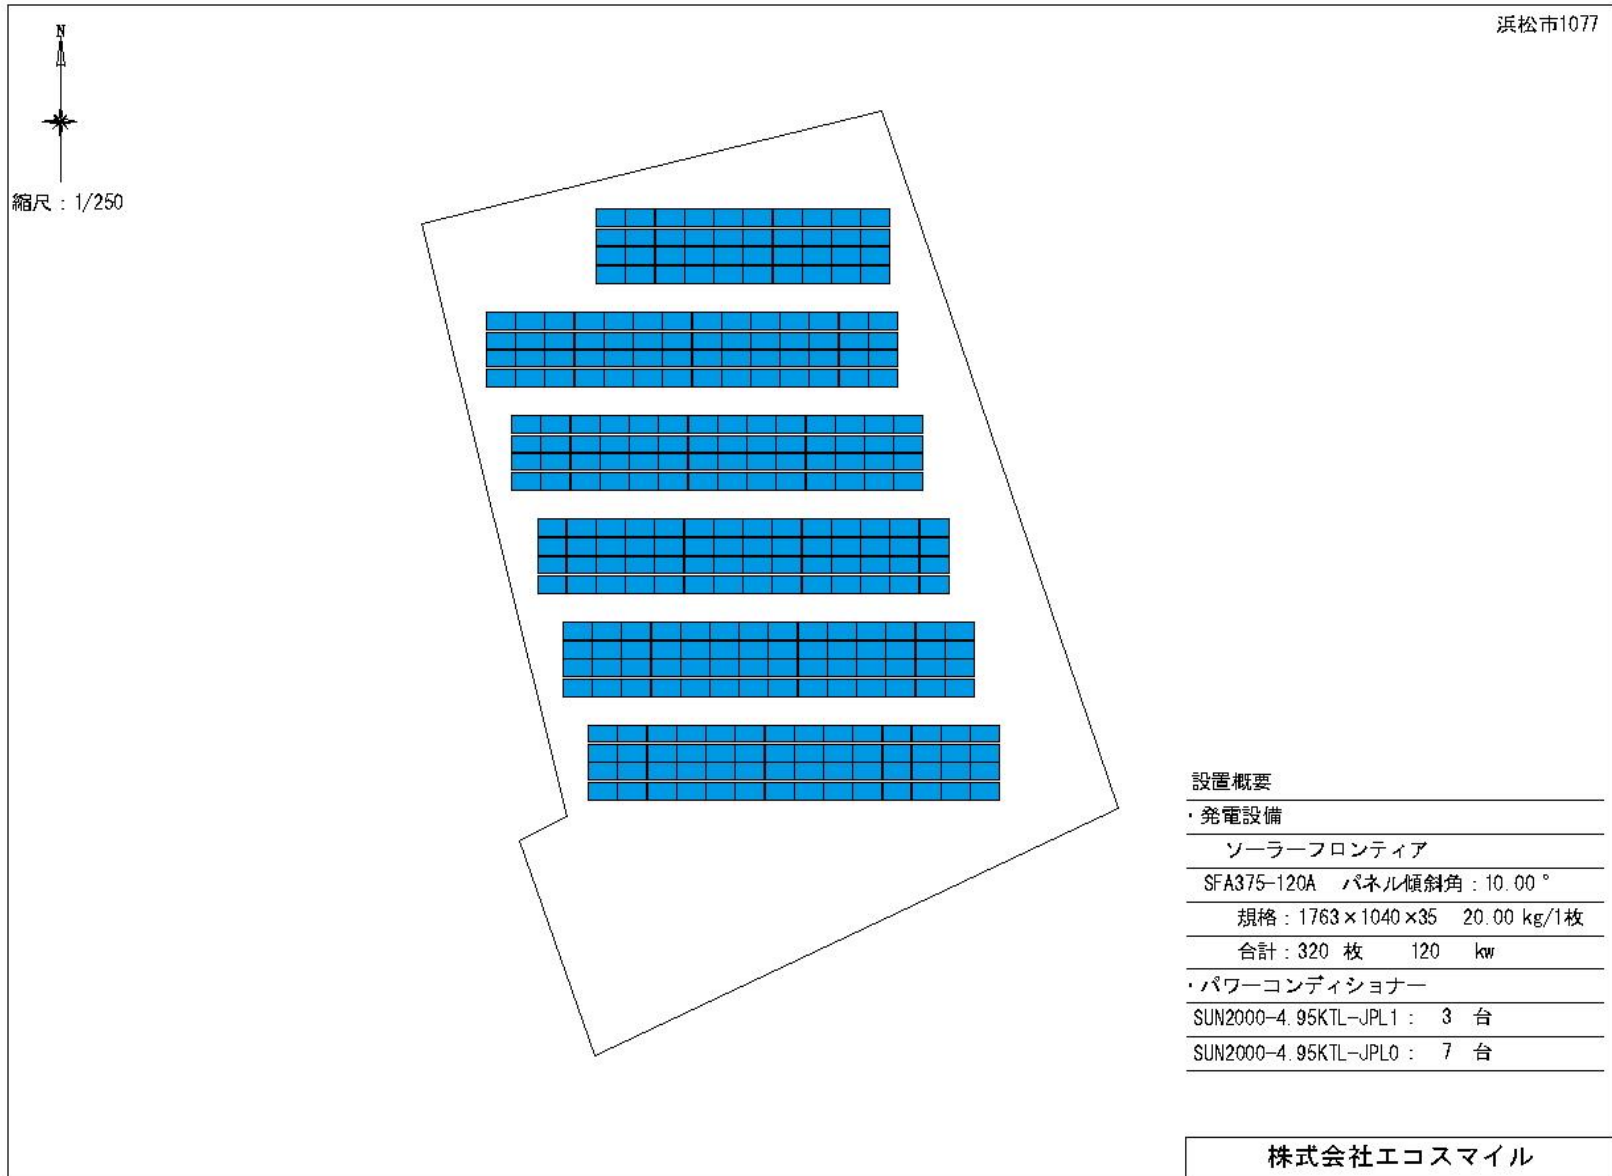 浜松市1077
N
縮尺：1/250
設置概要
・発電設備
ソーラーフロンティア
SFA375-120A パネル傾斜角：10.00°
規格：1763×1040×35 20.00 kg/1枚
合計：320 枚 120 kw
・パワーコンディショナー
SUN2000-4.95KTL-JPL1： 3 台
SUN2000-4.95KTL-JPL0： 7 台
株式会社エコスマイル